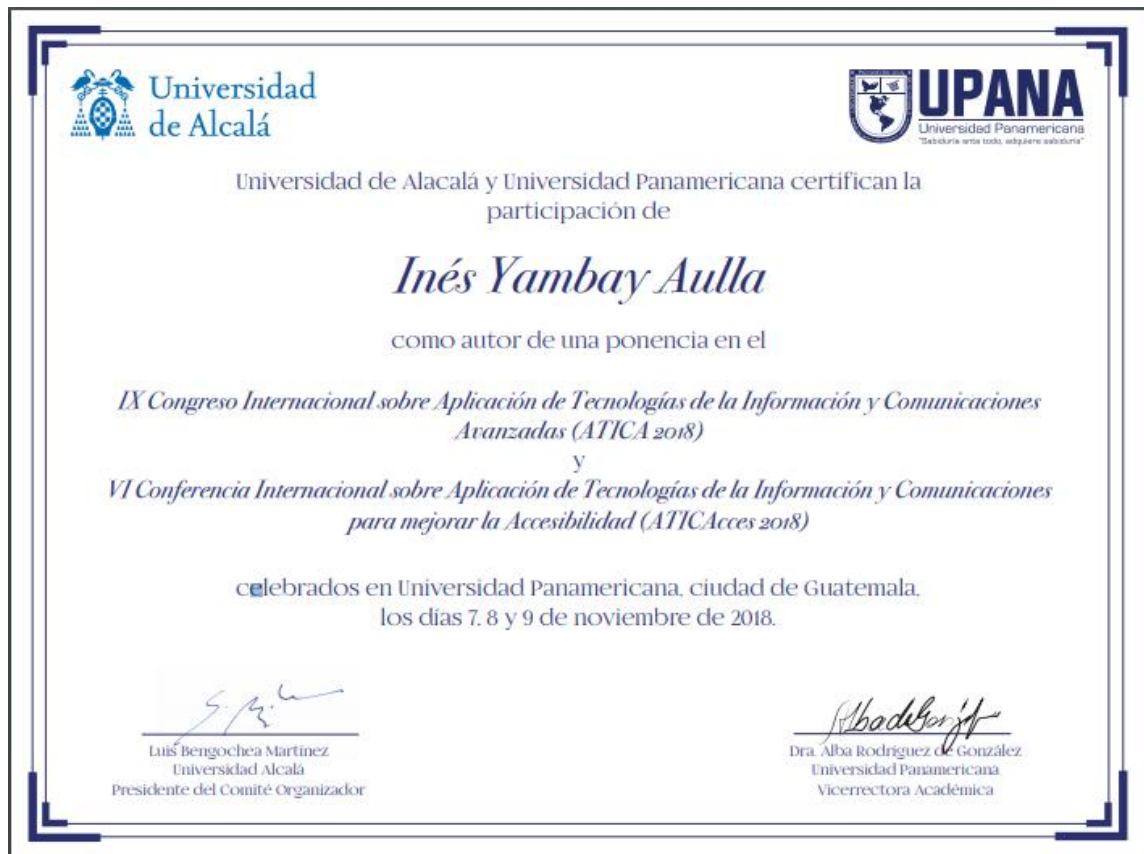 Universidad
de Alcalá
UPANA
Universidad Panamericana
"Sabiduría ante todo, adquiere sabiduría"
Universidad de Alacalá y Universidad Panamericana certifican la
participación de
Inés Yambay Aulla
como autor de una ponencia en el
IX Congreso Internacional sobre Aplicación de Tecnologías de la Información y Comunicaciones
Avanzadas (ATICA 2018)
y
VI Conferencia Internacional sobre Aplicación de Tecnologías de la Información y Comunicaciones
para mejorar la Accesibilidad (ATICAcces 2018)
celebrados en Universidad Panamericana, ciudad de Guatemala,
los días 7, 8 y 9 de noviembre de 2018.
Luis Bengochea Martínez
Universidad Alcalá
Presidente del Comité Organizador
Dra. Alba Rodríguez de González
Universidad Panamericana
Vicerrectora Académica